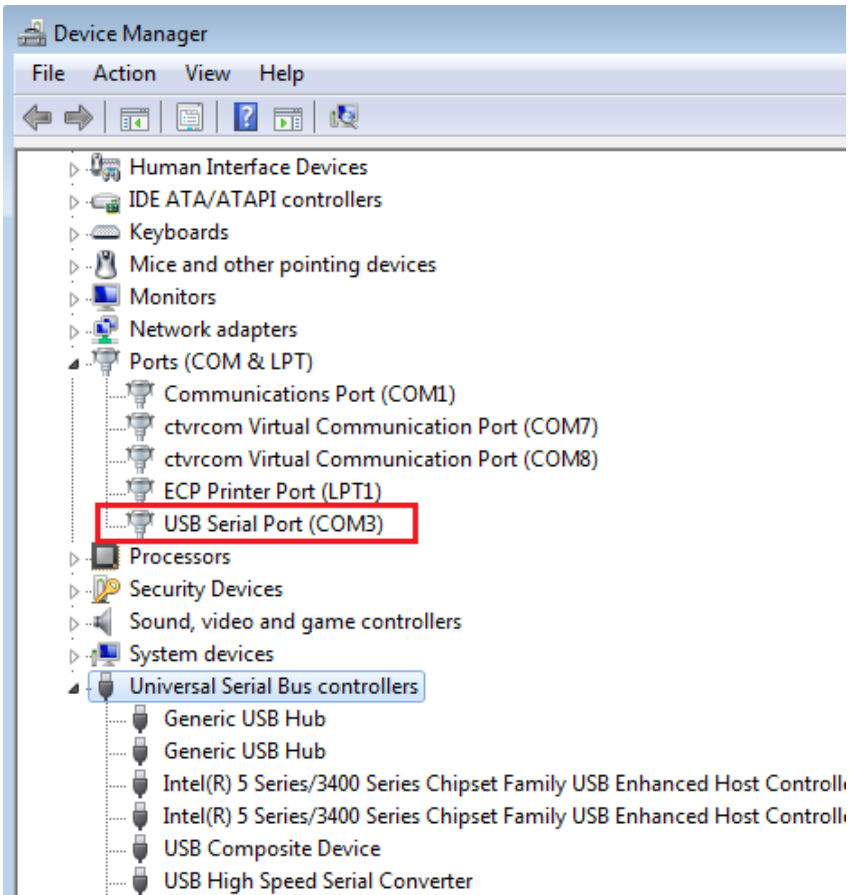 Device Manager
File Action View Help
Human Interface Devices
IDE ATA/ATAPI controllers
Keyboards
Mice and other pointing devices
Monitors
Network adapters
Ports (COM & LPT)
Communications Port (COM1)
ctvrcom Virtual Communication Port (COM7)
ctvrcom Virtual Communication Port (COM8)
ECP Printer Port (LPT1)
USB Serial Port (COM3)
Processors
Security Devices
Sound, video and game controllers
System devices
Universal Serial Bus controllers
Generic USB Hub
Generic USB Hub
Intel(R) 5 Series/3400 Series Chipset Family USB Enhanced Host
Intel(R) 5 Series/3400 Series Chipset Family USB Enhanced Host
USB Composite Device
USB High Speed Serial Converter